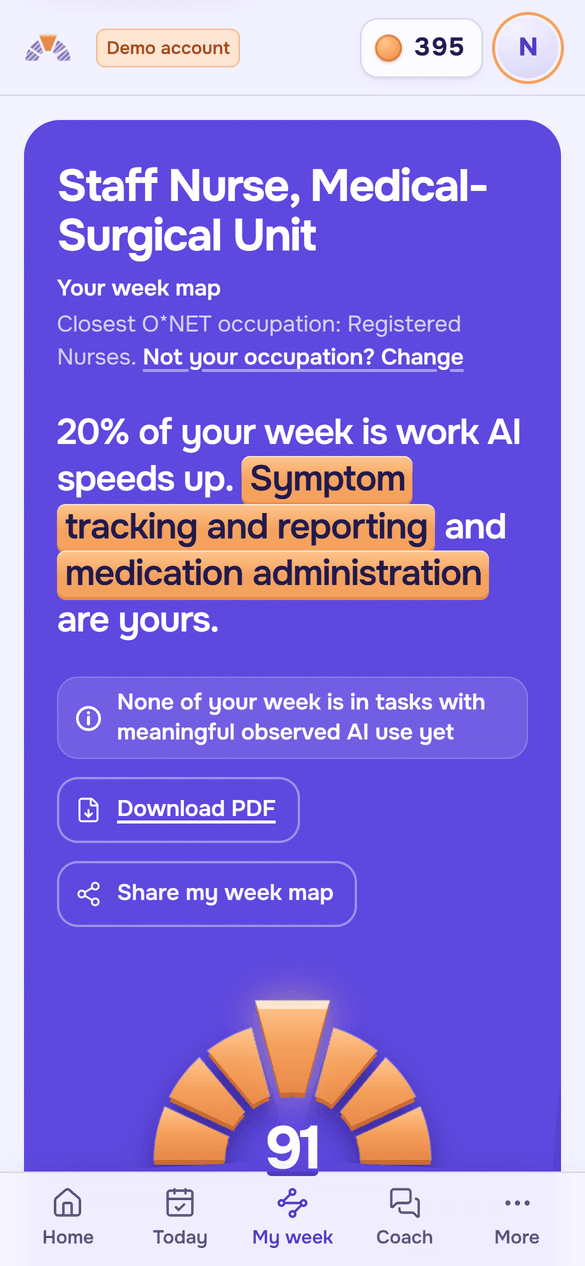 Demo account
395
N
Staff Nurse, Medical-
Surgical Unit
Your week map
Closest O*NET occupation: Registered
Nurses. Not your occupation? Change
20% of your week is work AI
speeds up. Symptom
tracking and reporting and
medication administration
are yours.
None of your week is in tasks with
meaningful observed AI use yet
Download PDF
Share my week map
91
Home
Today
My week
Coach
More